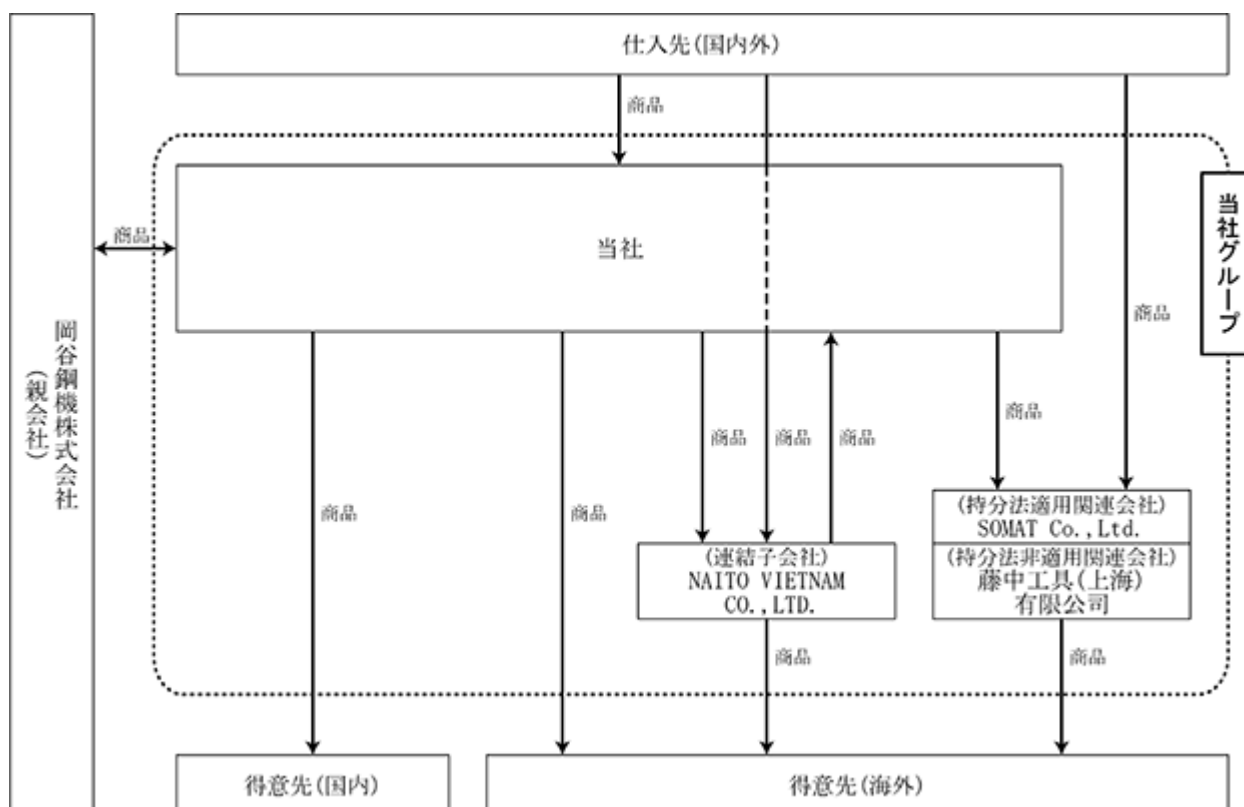 仕入先(国内外)
商品
当社グループ
商品
当社
商品
岡谷鋼機株式会社
(親会社)
商品
商品
商品
商品
商品
商品
(持分法適用関連会社)
SOMAT Co.,Ltd.
(連結子会社)
NAITO VIETNAM
CO.,LTD.
(持分法非適用関連会社)
藤中工具(上海)
有限公司
商品
商品
得意先(国内)
得意先(海外)